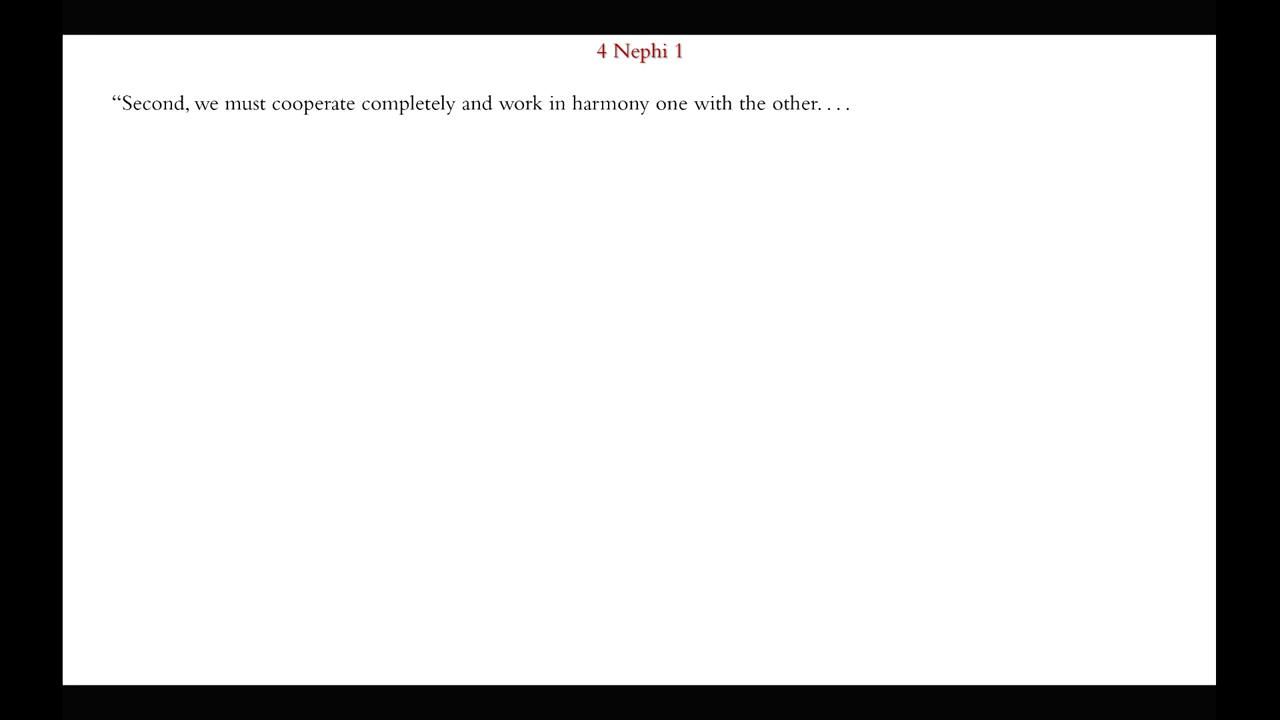 4 Nephi 1
“Second, we must cooperate completely and work in harmony one with the other. . . .